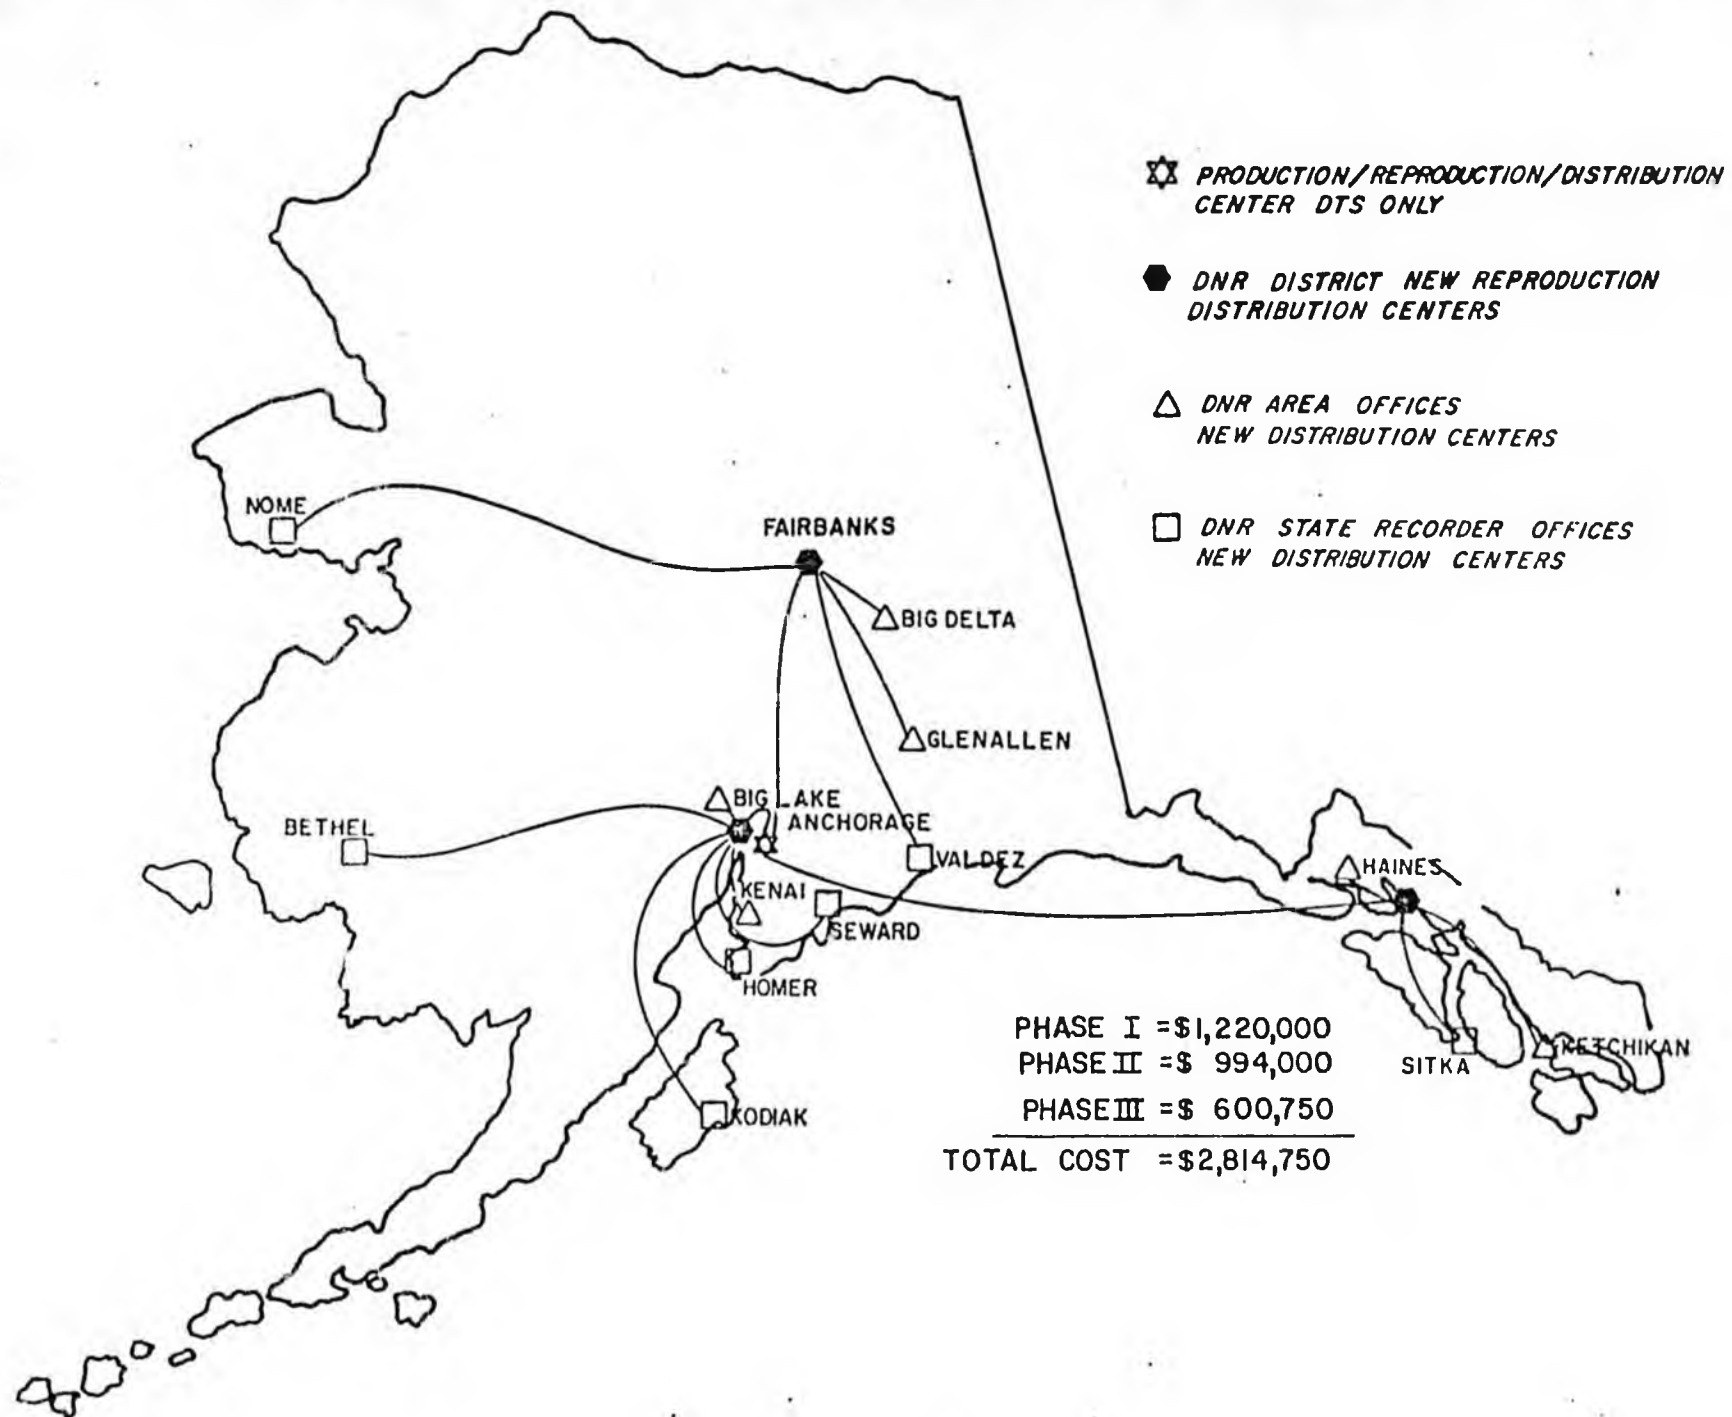 PRODUCTION/REPRODUCTION/DISTRIBUTION
CENTER DTS ONLY
DNR DISTRICT NEW REPRODUCTION
DISTRIBUTION CENTERS
DNR AREA OFFICES
NEW DISTRIBUTION CENTERS
DNR STATE RECORDER OFFICES
NEW DISTRIBUTION CENTERS
NOME
FAIRBANKS
BIG DELTA
GLENALLEN
BIG LAKE
ANCHORAGE
BETHEL
VALDEZ
HAINES
KENAI
SEWARD
HOMER
KODIAK
SITKA
KETCHIKAN
PHASE I =$1,220,000
PHASE II =$ 994,000
PHASE III =$ 600,750
TOTAL COST =$2,814,750